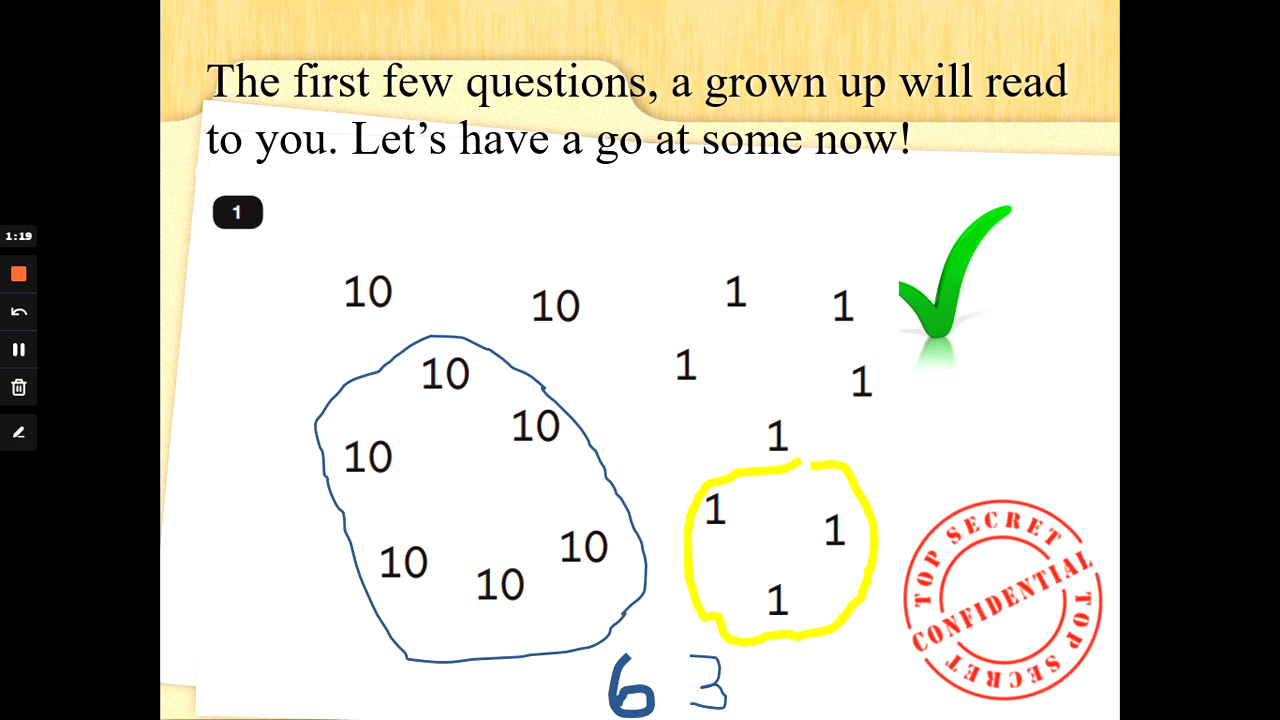 The first few questions, a grown up will read
to you. Let’s have a go at some now!
1
1:19
10 10 1 1
10 1 1
10 10 1
1 1
10 10 10 1
6 3
TOP SECRET
CONFIDENTIAL
TOP SECRET